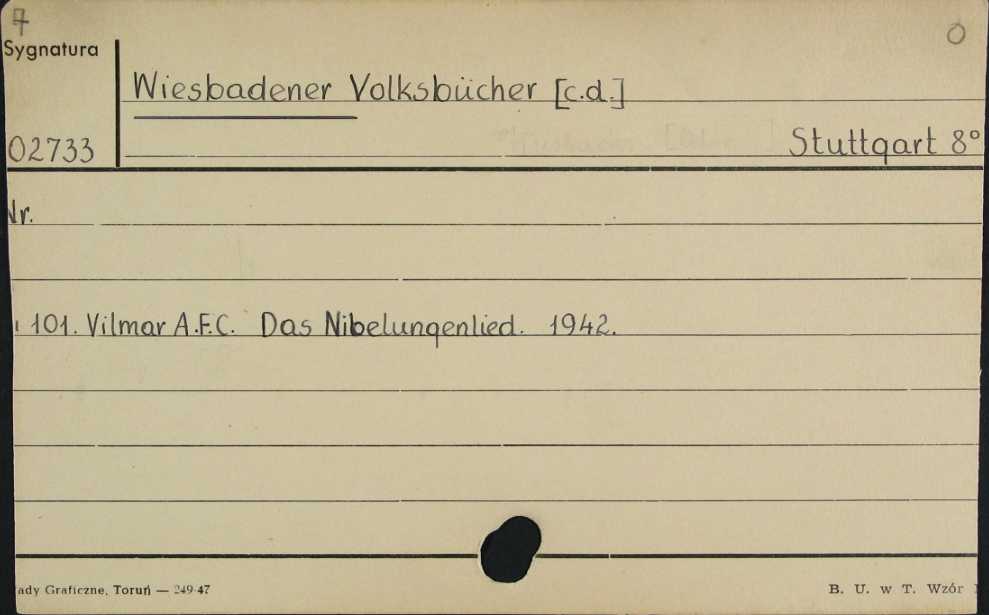 7 0
Sygnatura
Wiesbadener Volksbücher [c.d.]
02733 Stuttgart 8°
Nr.
101. Vilmar A.F.C. Das Nibelungenlied. 1942.
ady Graficzne, Toruń — 249-47 B. U. w T. Wzór